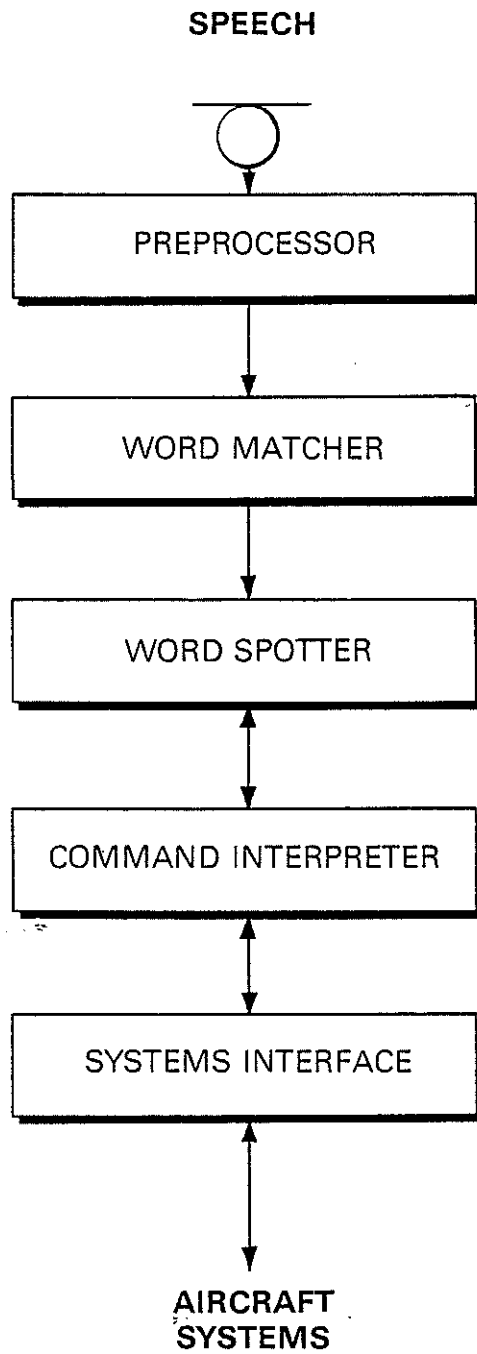 SPEECH
PREPROCESSOR
WORD MATCHER
WORD SPOTTER
COMMAND INTERPRETER
SYSTEMS INTERFACE
AIRCRAFT
SYSTEMS